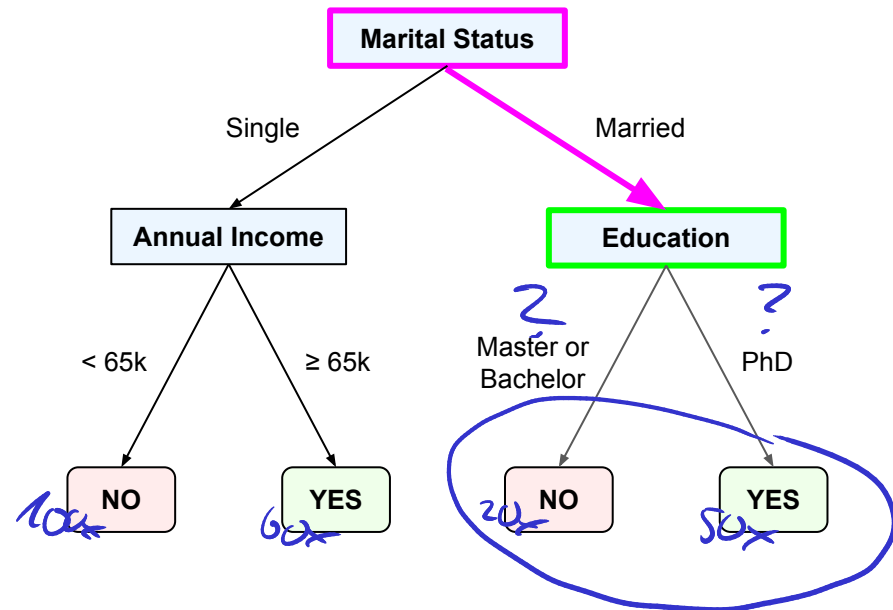 Marital Status
Single
Married
Annual Income
Education
? ?
< 65k
≥ 65k
Master or
Bachelor
PhD
NO
YES
NO
YES
100x
60x
20x
50x